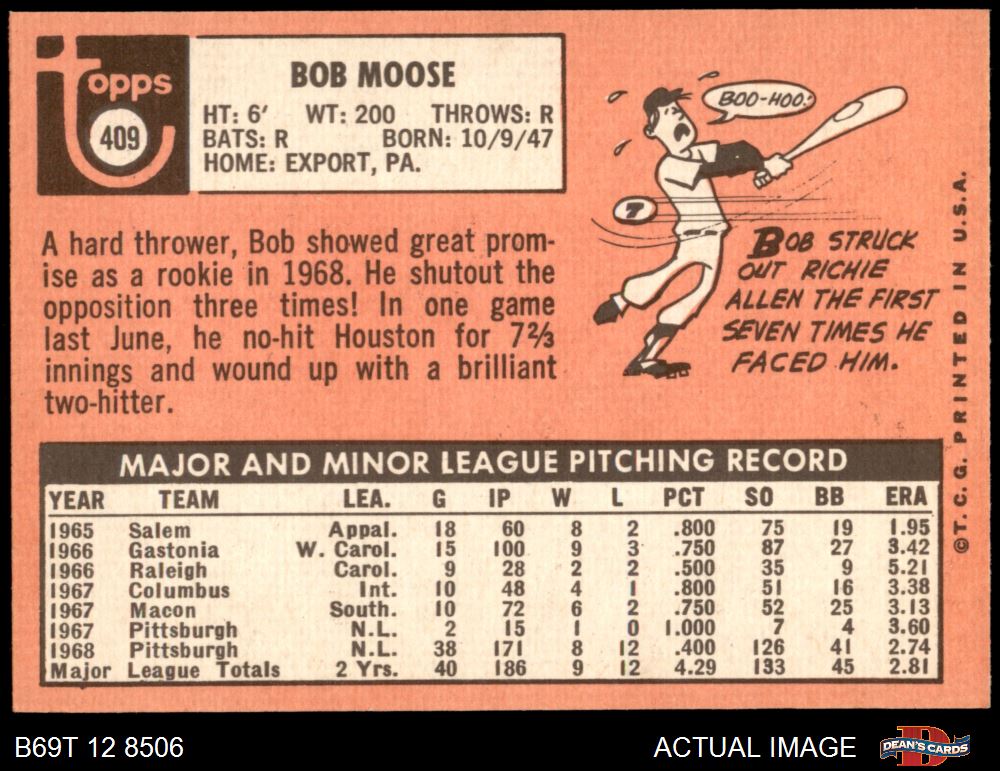 topps
409
BOB MOOSE
HT: 6' WT: 200 THROWS: R
BATS: R BORN: 10/9/47
HOME: EXPORT, PA.
A hard thrower, Bob showed great prom-
ise as a rookie in 1968. He shutout the
opposition three times! In one game
last June, he no-hit Houston for 7⅔
innings and wound up with a brilliant
two-hitter.
BOO-HOO!
7
BOB STRUCK
OUT RICHIE
ALLEN THE FIRST
SEVEN TIMES HE
FACED HIM.
©T. C. G. PRINTED IN U.S.A.
MAJOR AND MINOR LEAGUE PITCHING RECORD
YEAR TEAM LEA. G IP W L PCT SO BB ERA
1965 Salem Appal. 18 60 8 2 .800 75 19 1.95
1966 Gastonia W. Carol. 15 100 9 3 .750 87 27 3.42
1966 Raleigh Carol. 9 28 2 2 .500 35 9 5.21
1967 Columbus Int. 10 48 4 1 .800 51 16 3.38
1967 Macon South. 10 72 6 2 .750 52 25 3.13
1967 Pittsburgh N.L. 2 15 1 0 1.000 7 4 3.60
1968 Pittsburgh N.L. 38 171 8 12 .400 126 41 2.74
Major League Totals 2 Yrs. 40 186 9 12 4.29 133 45 2.81
B69T 12 8506
ACTUAL IMAGE
D
DEAN'S CARDS